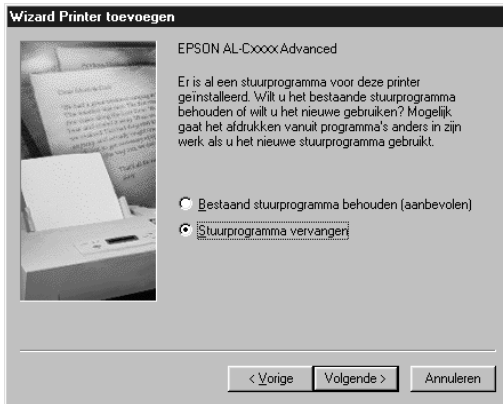 Wizard Printer toevoegen
EPSON AL-Cxxxx Advanced
Er is al een stuurprogramma voor deze printer
geïnstalleerd. Wilt u het bestaande stuurprogramma
behouden of wilt u het nieuwe gebruiken? Mogelijk
gaat het afdrukken vanuit programma's anders in zijn
werk als u het nieuwe stuurprogramma gebruikt.
Bestaand stuurprogramma behouden (aanbevolen)
Stuurprogramma vervangen
< Vorige
Volgende >
Annuleren